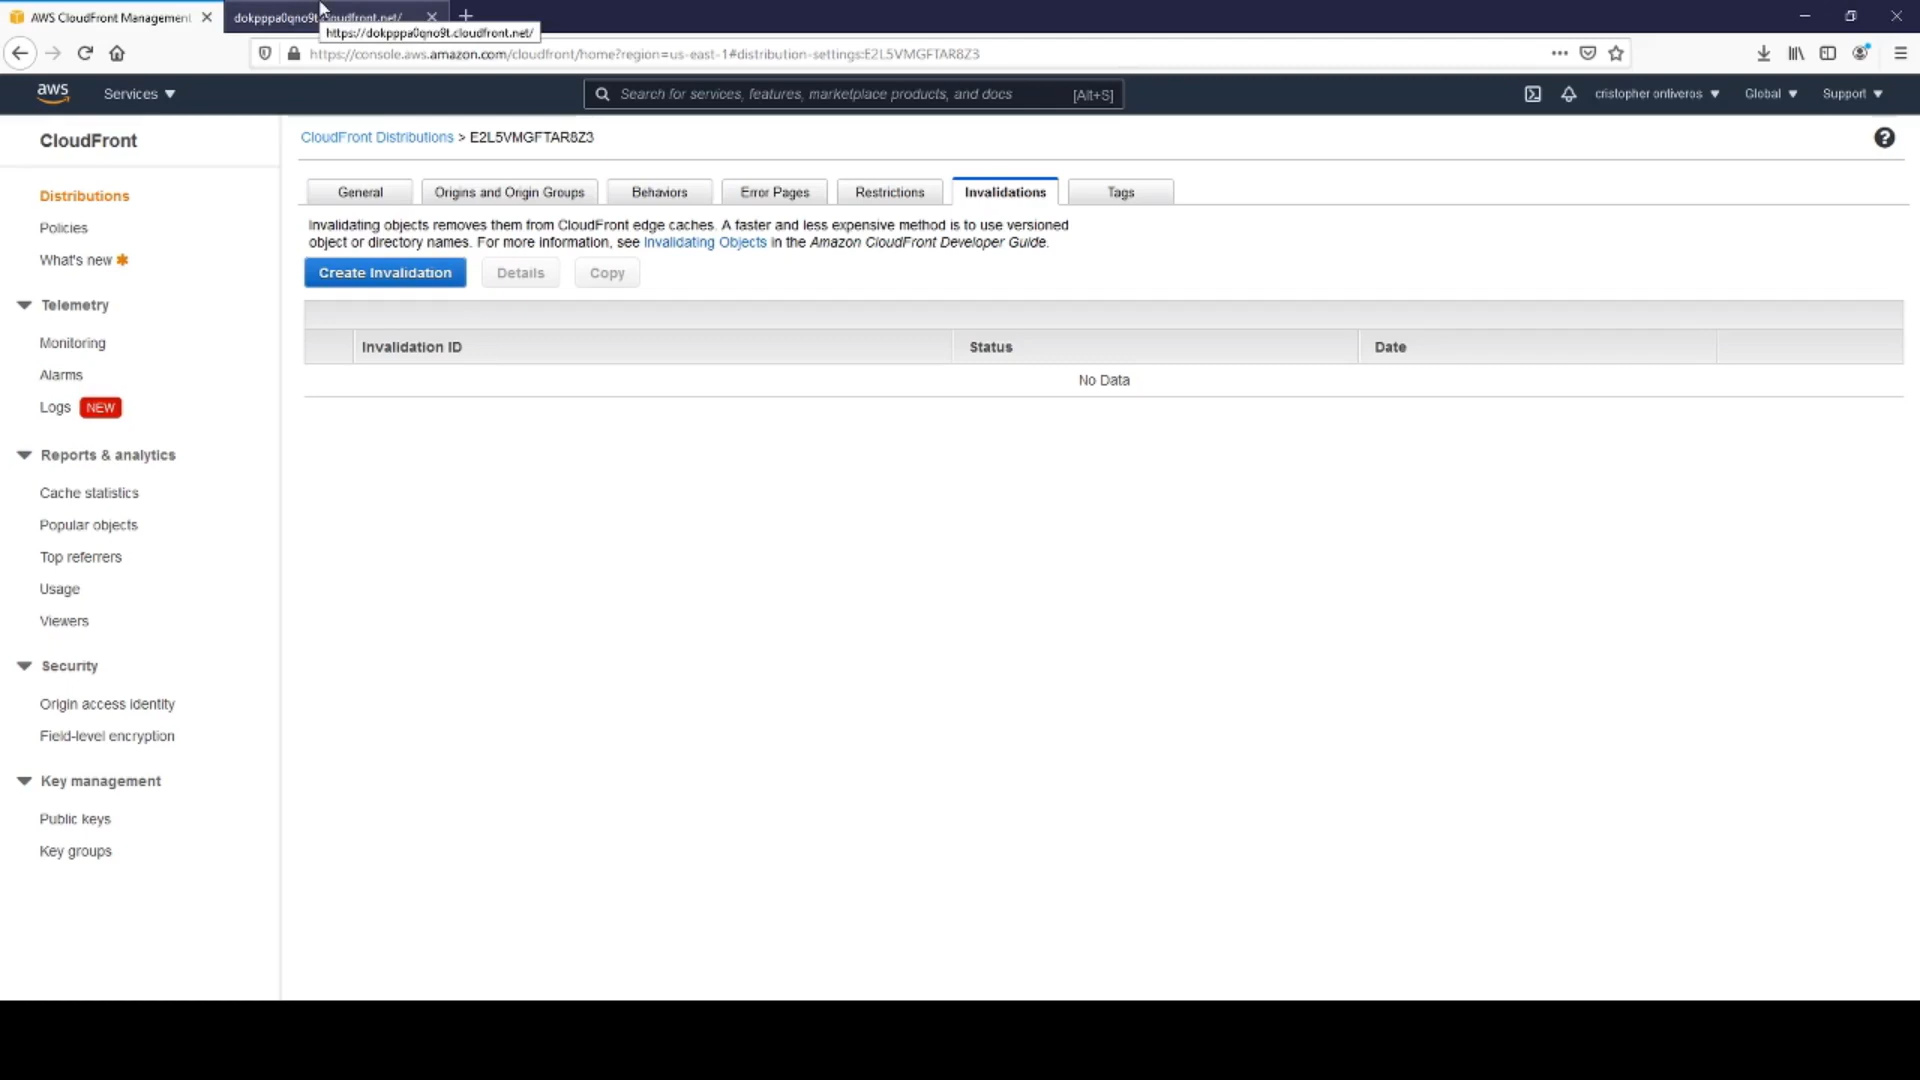 AWS CloudFront Management
dokpppa0qno9t.cloudfront.net/
https://dokpppa0qno9t.cloudfront.net/
https://console.aws.amazon.com/cloudfront/home?region=us-east-1#distribution-settings:E2L5VMGFTAR8Z3
aws
Services
Search for services, features, marketplace products, and docs
[Alt+S]
cristopher ontiveros
Global
Support
CloudFront
CloudFront Distributions > E2L5VMGFTAR8Z3
Distributions
Policies
What's new
Telemetry
Monitoring
Alarms
Logs NEW
Reports & analytics
Cache statistics
Popular objects
Top referrers
Usage
Viewers
Security
Origin access identity
Field-level encryption
Key management
Public keys
Key groups
General
Origins and Origin Groups
Behaviors
Error Pages
Restrictions
Invalidations
Tags
Invalidating objects removes them from CloudFront edge caches. A faster and less expensive method is to use versioned
object or directory names. For more information, see Invalidating Objects in the Amazon CloudFront Developer Guide.
Create Invalidation
Details
Copy
Invalidation ID
Status
Date
No Data